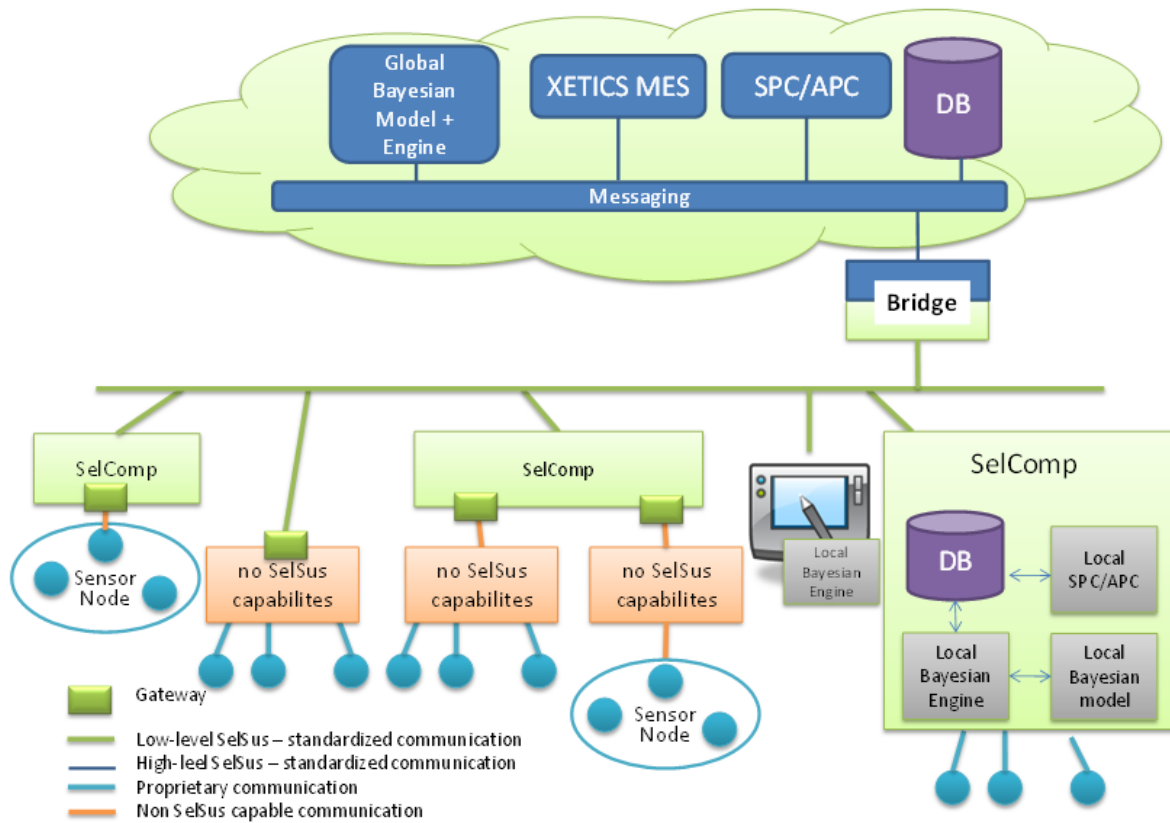 Global
Bayesian
Model +
Engine
XETICS MES
SPC/APC
DB
Messaging
Bridge
SelComp
Sensor
Node
no SelSus
capabilites
SelComp
no SelSus
capabilites
no SelSus
capabilites
Sensor
Node
Local
Bayesian
Engine
SelComp
DB
Local
SPC/APC
Local
Bayesian
Engine
Local
Bayesian
model
Gateway
Low-level SelSus – standardized communication
High-leel SelSus – standardized communication
Proprietary communication
Non SelSus capable communication